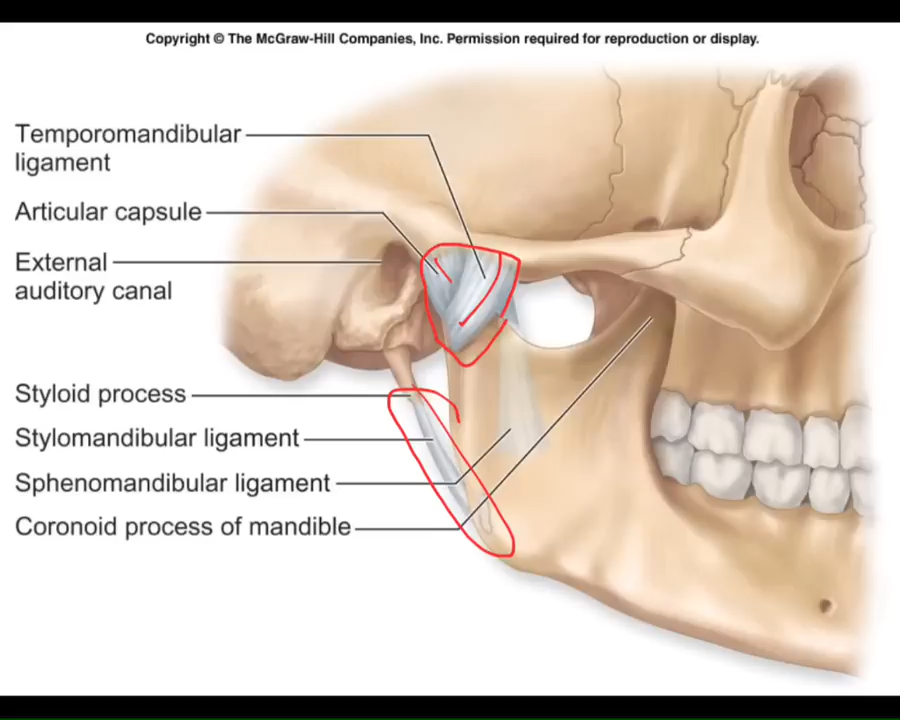 Copyright © The McGraw-Hill Companies, Inc. Permission required for reproduction or display.
Temporomandibular
ligament
Articular capsule
External
auditory canal
Styloid process
Stylomandibular ligament
Sphenomandibular ligament
Coronoid process of mandible